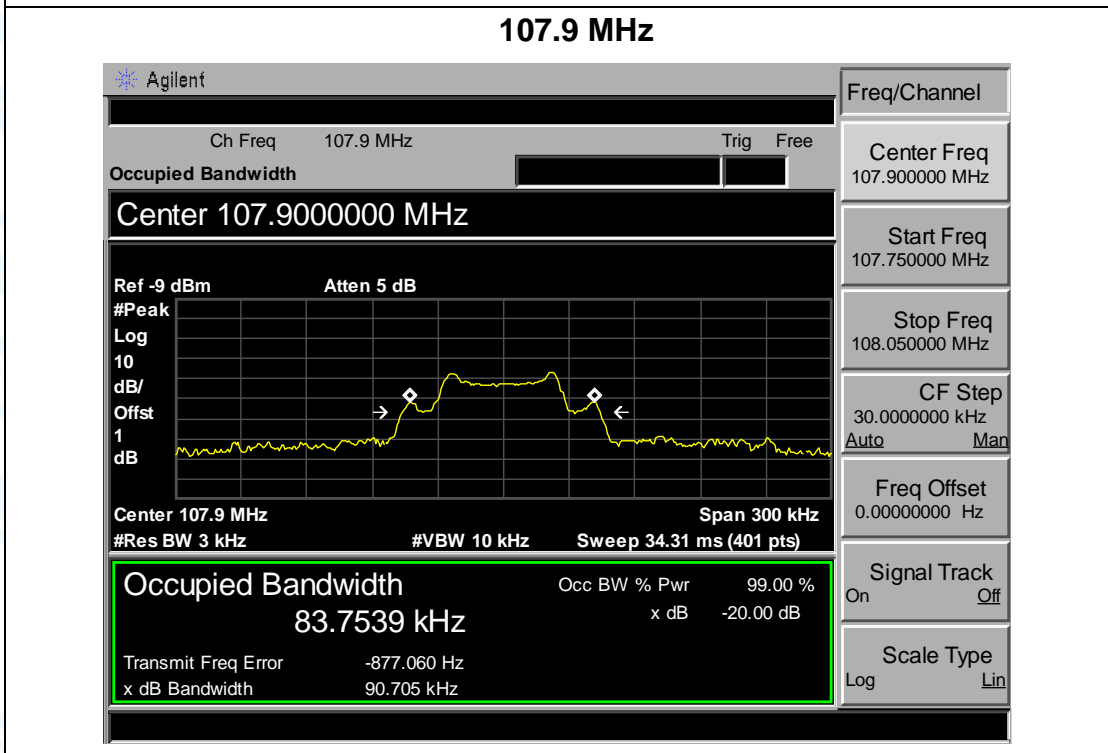 107.9 MHz
Agilent
Ch Freq 107.9 MHz Trig Free
Occupied Bandwidth
Center 107.9000000 MHz
Ref -9 dBm Atten 5 dB
#Peak
Log
10
dB/
Offst
1
dB
Center 107.9 MHz Span 300 kHz
#Res BW 3 kHz #VBW 10 kHz Sweep 34.31 ms (401 pts)
Occupied Bandwidth Occ BW % Pwr 99.00 %
83.7539 kHz x dB -20.00 dB
Transmit Freq Error -877.060 Hz
x dB Bandwidth 90.705 kHz
Freq/Channel
Center Freq
107.900000 MHz
Start Freq
107.750000 MHz
Stop Freq
108.050000 MHz
CF Step
30.0000000 kHz
Auto Man
Freq Offset
0.00000000 Hz
Signal Track
On Off
Scale Type
Log Lin